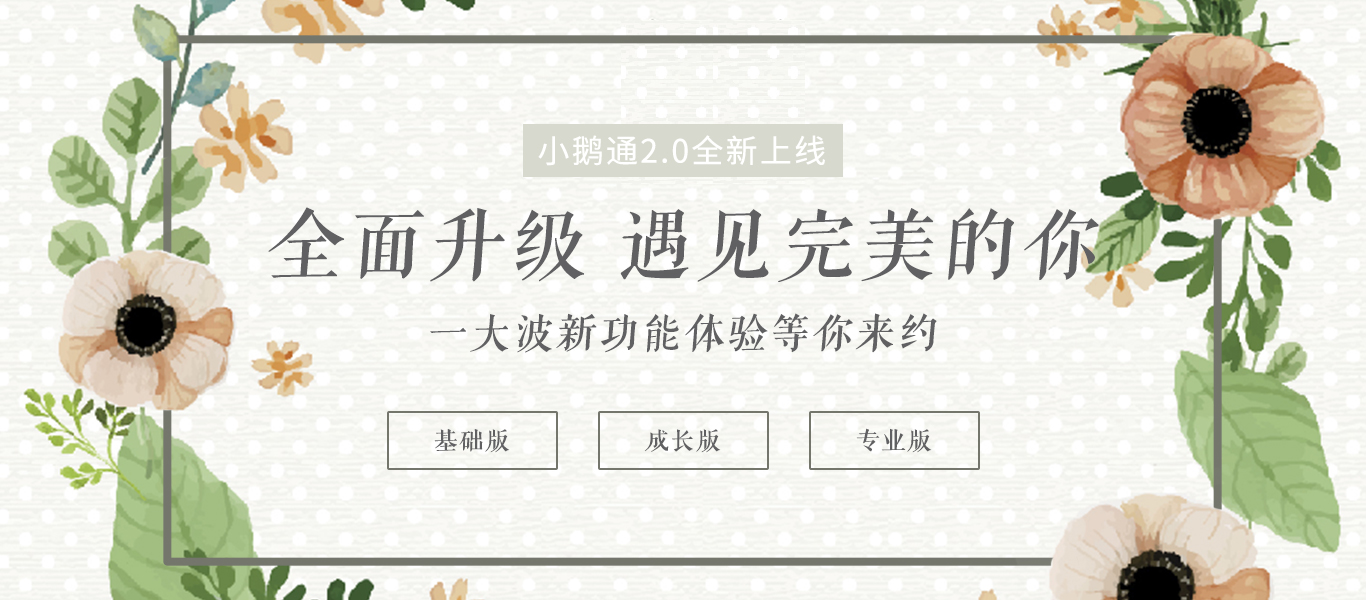 小鹅通2.0全新上线
全面升级 遇见完美的你
一大波新功能体验等你来约
基础版 成长版 专业版